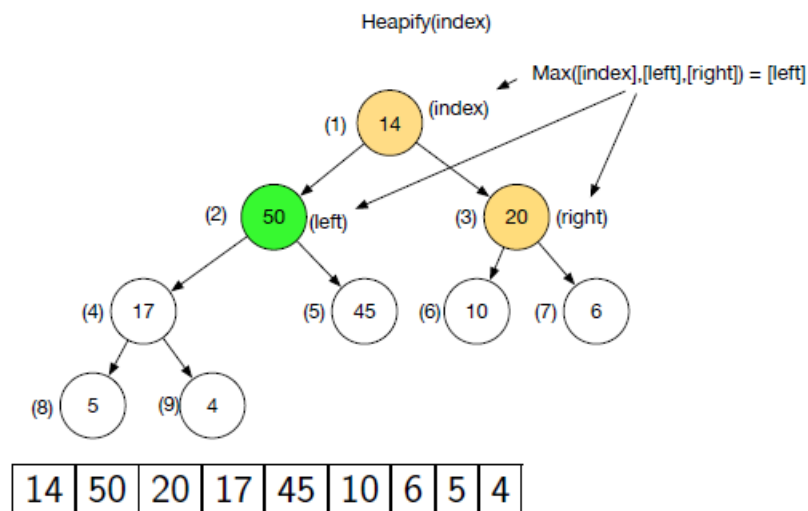 Heapify(index)
Max([index],[left],[right]) = [left]
(index)
(1) 14
(2) 50 (left) (3) 20 (right)
(4) 17 (5) 45 (6) 10 (7) 6
(8) 5 (9) 4
14 50 20 17 45 10 6 5 4